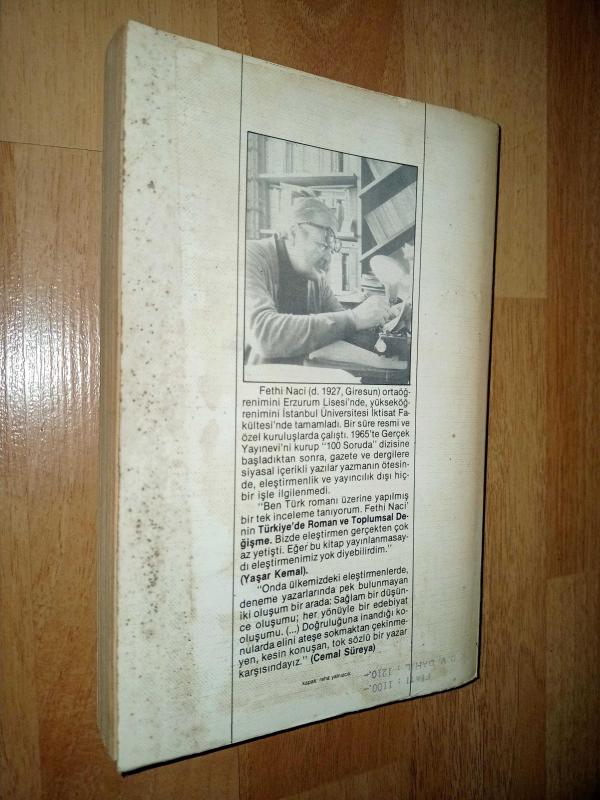 Fethi Naci (d. 1927, Giresun) ortaöğ-
renimini Erzurum Lisesi'nde, yükseköğ-
renimini İstanbul Üniversitesi İktisat Fa-
kültesi'nde tamamladı. Bir süre resmi ve
özel kuruluşlarda çalıştı. 1965'te Gerçek
Yayınevi'ni kurup "100 Soruda" dizisine
başladıktan sonra, gazete ve dergilere
siyasal içerikli yazılar yazmanın ötesin-
de, eleştirmenlik ve yayıncılık dışı hiç-
bir işle ilgilenmedi.
"Ben Türk romanı üzerine yapılmış
bir tek inceleme tanıyorum. Fethi Naci'
nin Türkiye'de Roman ve Toplumsal De-
ğişme. Bizde eleştirmen gerçekten çok
az yetişti. Eğer bu kitap yayınlanmasay-
dı eleştirmenimiz yok diyebilirdim."
(Yaşar Kemal).
"Onda ülkemizdeki eleştirmenlerde,
deneme yazarlarında pek bulunmayan
iki oluşum bir arada: Sağlam bir düşün-
ce oluşumu; her yönüyle bir edebiyat
oluşumu. (...) Doğruluğuna inandığı ko-
nularda elini ateşe sokmaktan çekinme-
yen, kesin konuşan, tok sözlü bir yazar
karşısındayız." (Cemal Süreya)
FİATI : 1100.-
DAHİL : 1210.-